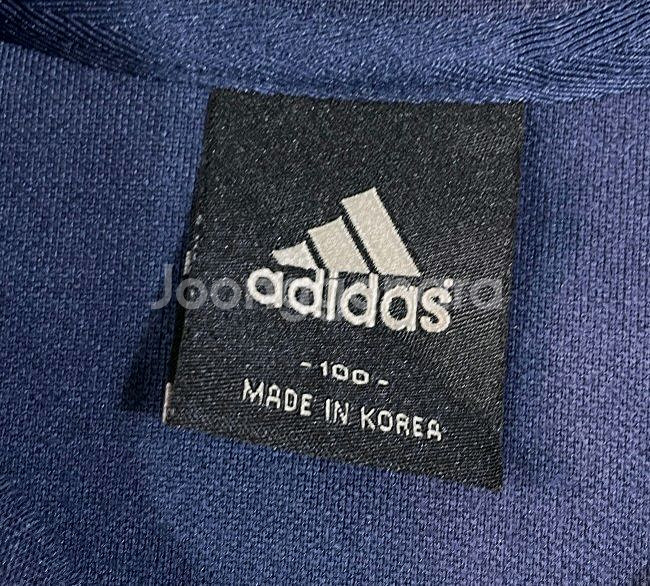 adidas
- 100 -
MADE IN KOREA